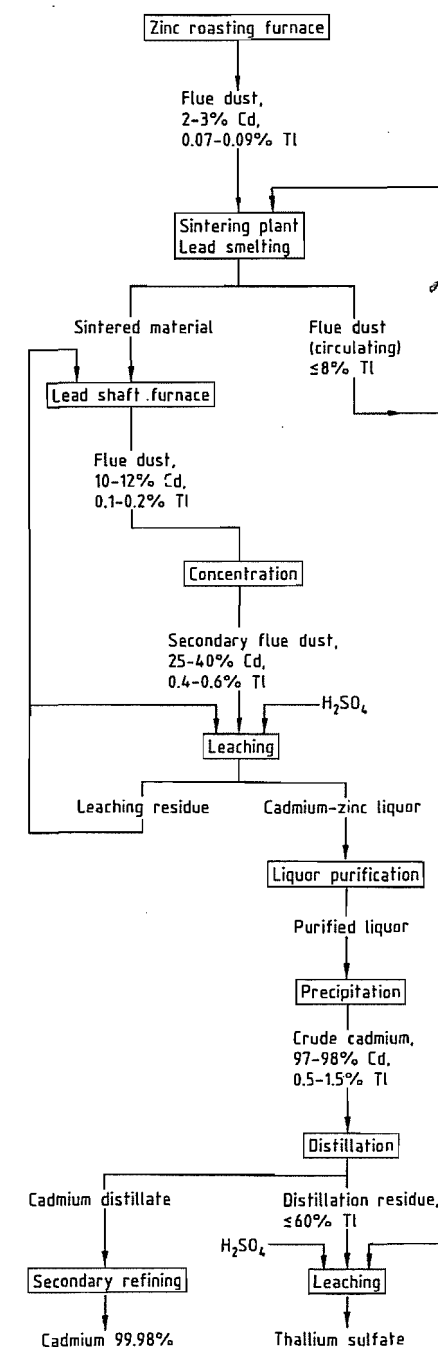 Zinc roasting furnace
Flue dust,
2-3% Cd,
0.07-0.09% Tl
Sintering plant
Lead smelting
Sintered material
Flue dust
(circulating)
≤8% Tl
Lead shaft furnace
Flue dust,
10-12% Cd,
0.1-0.2% Tl
Concentration
Secondary flue dust,
25-40% Cd,
0.4-0.6% Tl
H₂SO₄
Leaching
Leaching residue
Cadmium-zinc liquor
Liquor purification
Purified liquor
Precipitation
Crude cadmium,
97-98% Cd,
0.5-1.5% Tl
Distillation
Cadmium distillate
Distillation residue,
≤60% Tl
H₂SO₄
Secondary refining
Leaching
Cadmium 99.98%
Thallium sulfate